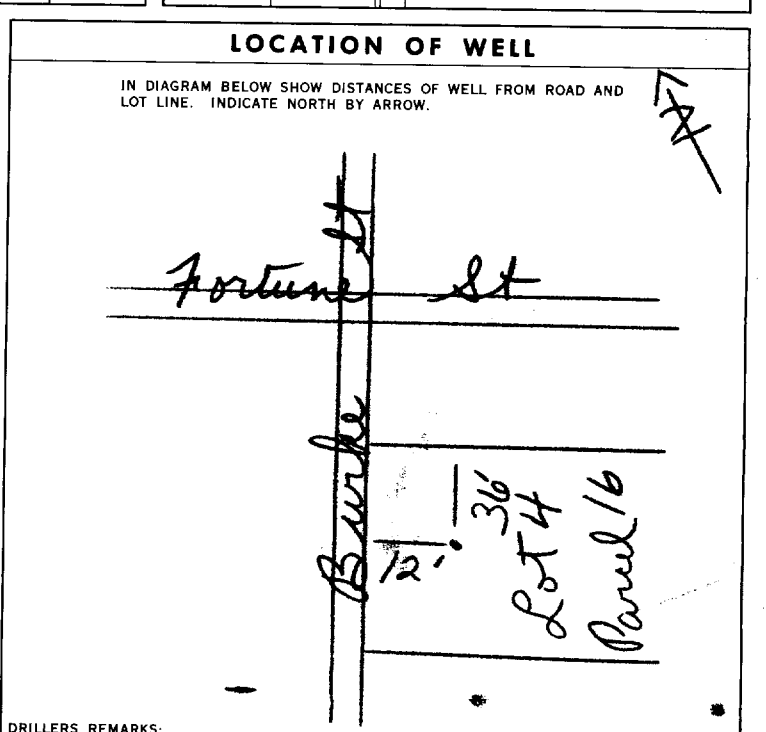 LOCATION OF WELL
IN DIAGRAM BELOW SHOW DISTANCES OF WELL FROM ROAD AND
LOT LINE. INDICATE NORTH BY ARROW.
N
Fortune St
Burke St
12'
36'
Lot 4
Parcel 16
DRILLERS REMARKS: